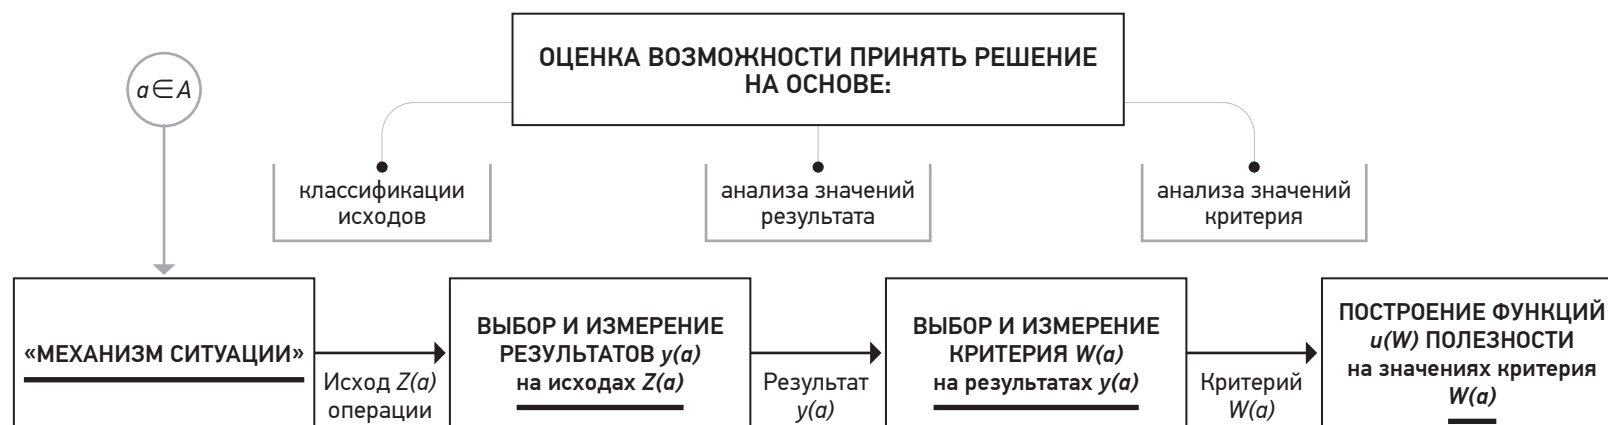 ОЦЕНКА ВОЗМОЖНОСТИ ПРИНЯТЬ РЕШЕНИЕ
НА ОСНОВЕ:
a∈A
классификации
исходов
анализа значений
результата
анализа значений
критерия
«МЕХАНИЗМ СИТУАЦИИ»
Исход Z(a)
операции
ВЫБОР И ИЗМЕРЕНИЕ
РЕЗУЛЬТАТОВ y(a)
на исходах Z(a)
Результат
y(a)
ВЫБОР И ИЗМЕРЕНИЕ
КРИТЕРИЯ W(a)
на результатах y(a)
Критерий
W(a)
ПОСТРОЕНИЕ ФУНКЦИЙ
u(W) ПОЛЕЗНОСТИ
на значениях критерия
W(a)